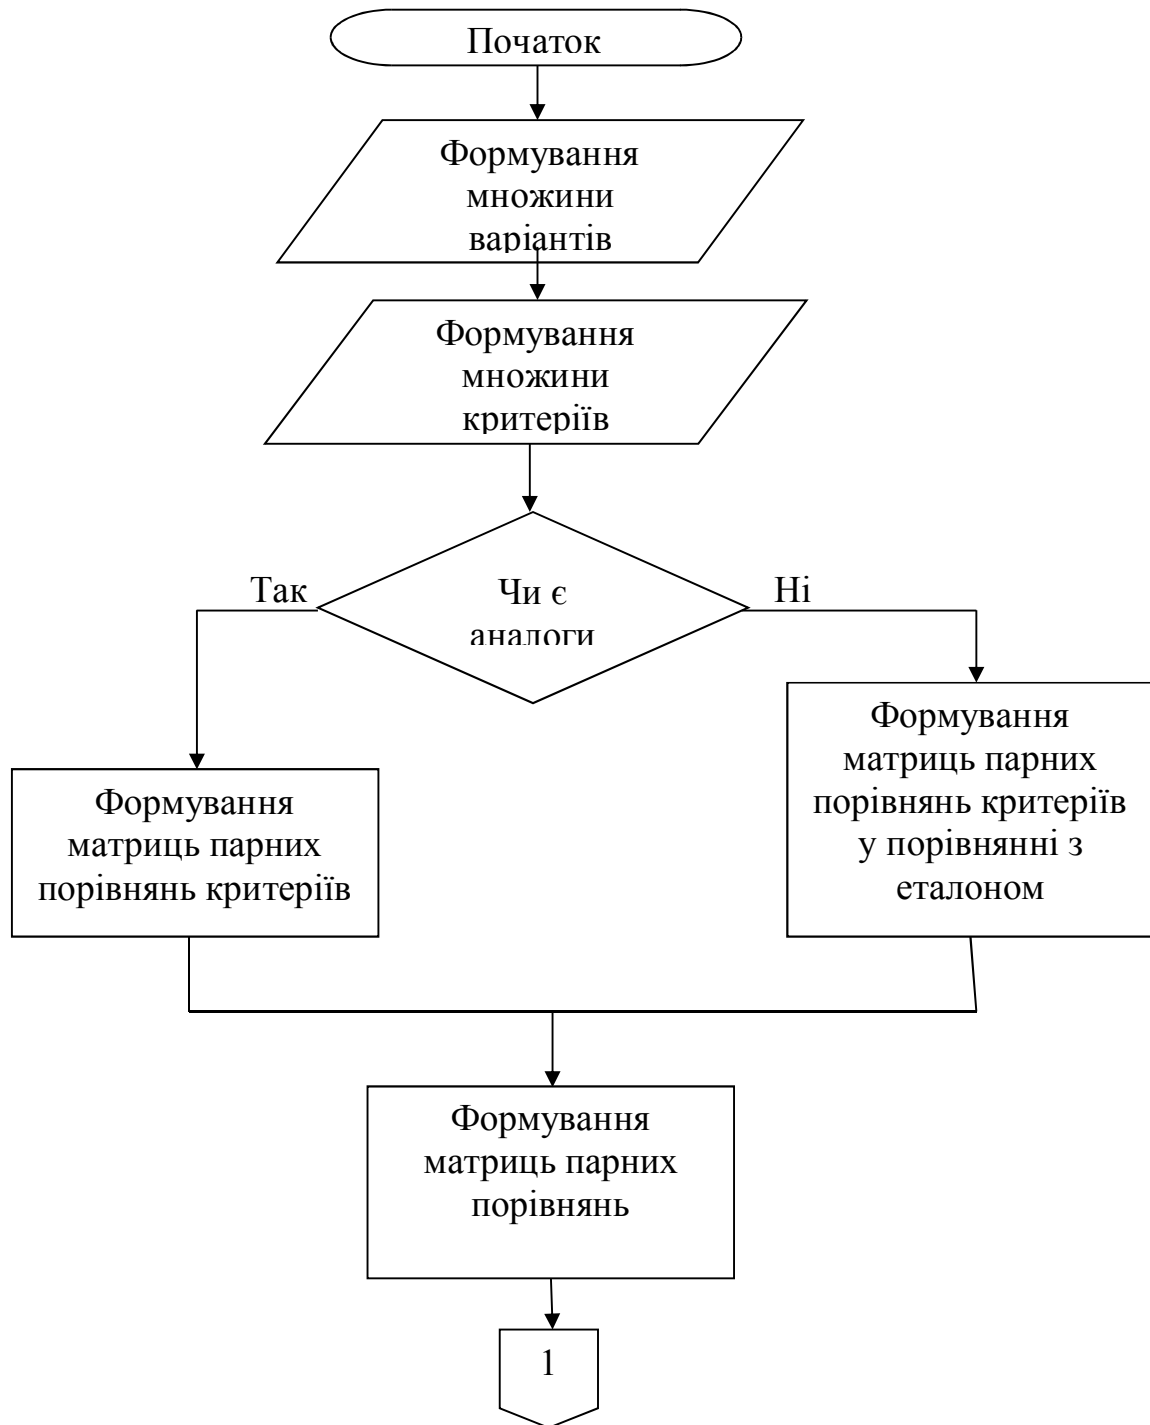 Початок
Формування
множини
варіантів
Формування
множини
критеріїв
Так
Чи є
аналоги
Ні
Формування
матриць парних
порівнянь критеріїв
Формування
матриць парних
порівнянь критеріїв
у порівнянні з
еталоном
Формування
матриць парних
порівнянь
1